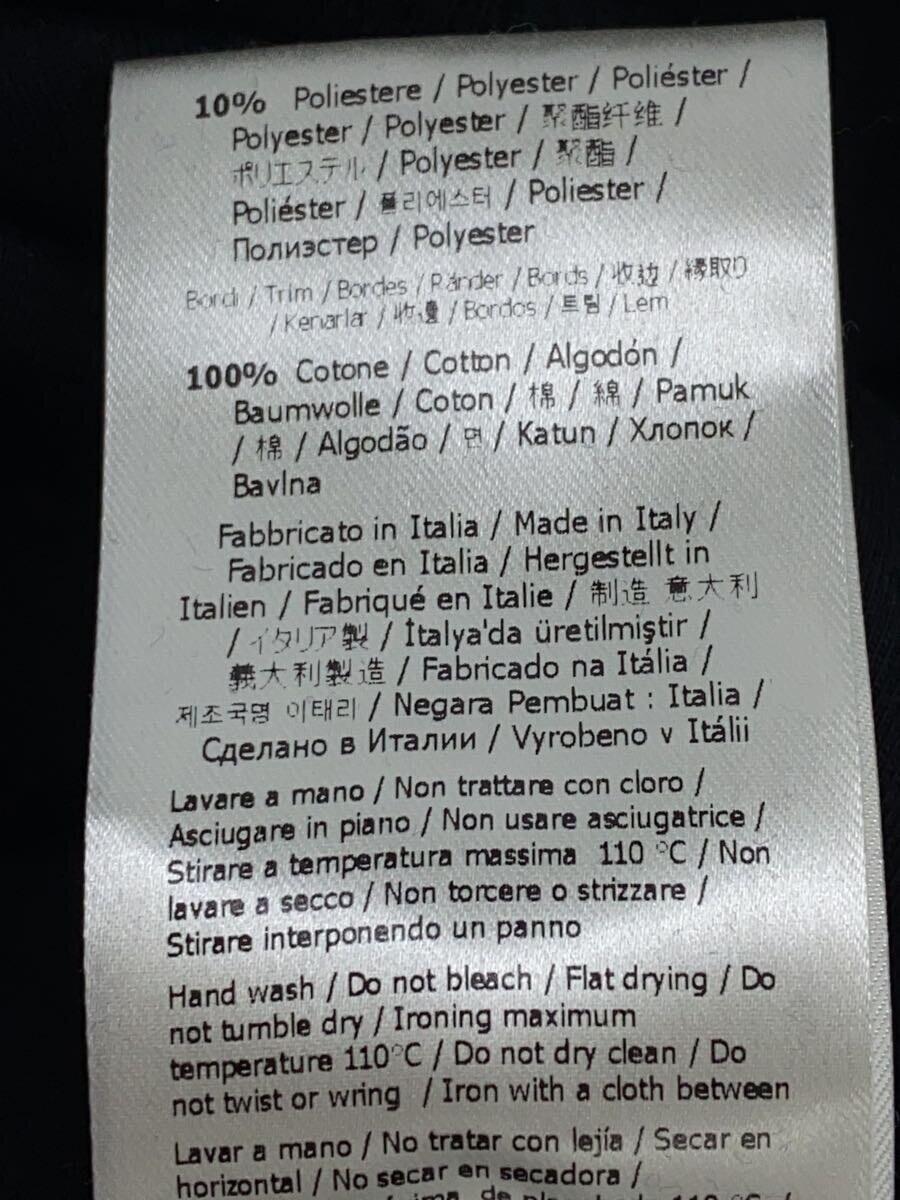 10% Poliestere / Polyester / Poliéster /
Polyester / Polyester / 聚酯纤维 /
ポリエステル / Polyester / 聚酯 /
Poliéster / 폴리에스터 / Poliester /
Полиэстер / Polyester
Bordi / Trim / Bordes / Ränder / Bords / 收边 / 縁取り
/ Kenarlar / 收邊 / Bordos / 트림 / Lem
100% Cotone / Cotton / Algodón /
Baumwolle / Coton / 棉 / 綿 / Pamuk
/ 棉 / Algodão / 면 / Katun / Хлопок /
Bavlna
Fabbricato in Italia / Made in Italy /
Fabricado en Italia / Hergestellt in
Italien / Fabriqué en Italie / 制造 意大利
/ イタリア製 / İtalya'da üretilmiştir /
義大利製造 / Fabricado na Itália /
제조국명 이태리 / Negara Pembuat : Italia /
Сделано в Италии / Vyrobeno v Itálii
Lavare a mano / Non trattare con cloro /
Asciugare in piano / Non usare asciugatrice /
Stirare a temperatura massima 110 °C / Non
lavare a secco / Non torcere o strizzare /
Stirare interponendo un panno
Hand wash / Do not bleach / Flat drying / Do
not tumble dry / Ironing maximum
temperature 110°C / Do not dry clean / Do
not twist or wring / Iron with a cloth between
Lavar a mano / No tratar con lejía / Secar en
horizontal / No secar en secadora /